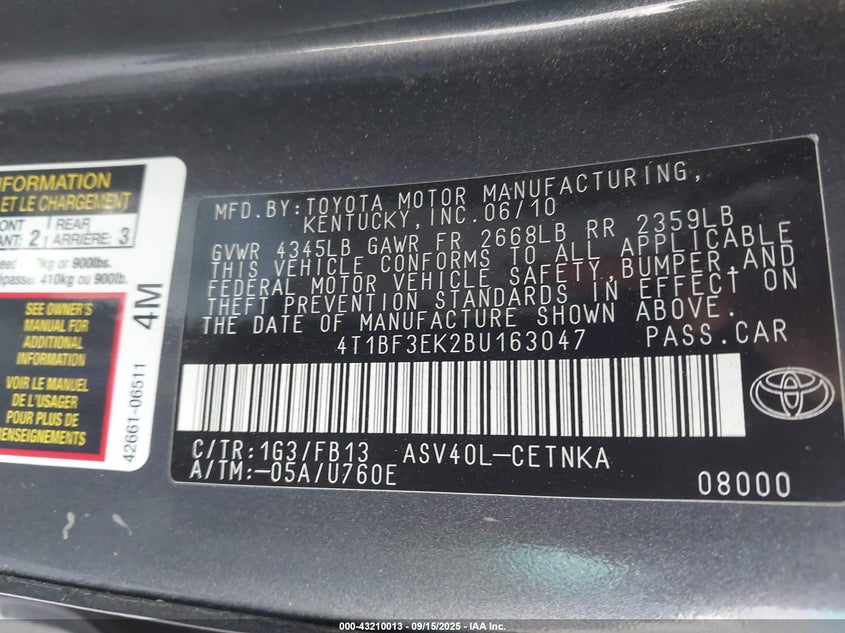 NFORMATION
ET LE CHARGEMENT
ONT REAR
ANT: 2 ARRIÈRE: 3
kg or 900lbs.
410kg ou 900lb.
SEE OWNER'S
MANUAL FOR
ADDITIONAL
INFORMATION
VOIR LE MANUEL
DE L'USAGER
POUR PLUS DE
RENSEIGNEMENTS
4M
42661-06511
MFD.BY:TOYOTA MOTOR MANUFACTURING,
KENTUCKY,INC.06/10
GVWR 4345LB GAWR FR 2668LB RR 2359LB
THIS VEHICLE CONFORMS TO ALL APPLICABLE
FEDERAL MOTOR VEHICLE SAFETY,BUMPER,AND
THEFT PREVENTION STANDARDS IN EFFECT ON
THE DATE OF MANUFACTURE SHOWN ABOVE.
4T1BF3EK2BU163047 PASS.CAR
C/TR:1G3/FB13 ASV40L-CETNKA
A/TM:-05A/U760E
08000
000-43210013 - 09/15/2025 - IAA Inc.